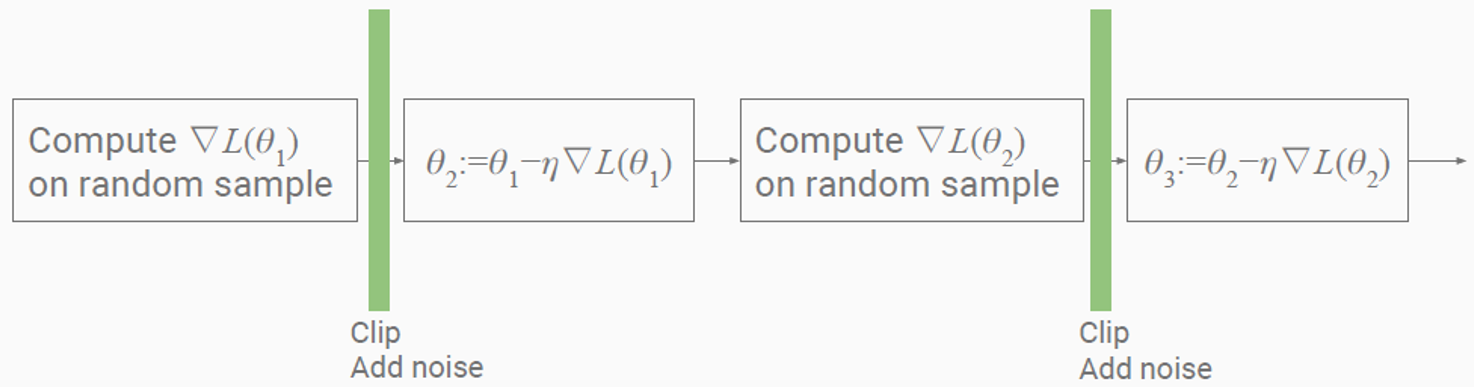 Compute ∇L(θ₁)
on random sample
θ₂:=θ₁−η∇L(θ₁)
Compute ∇L(θ₂)
on random sample
θ₃:=θ₂−η∇L(θ₂)
Clip
Add noise
Clip
Add noise